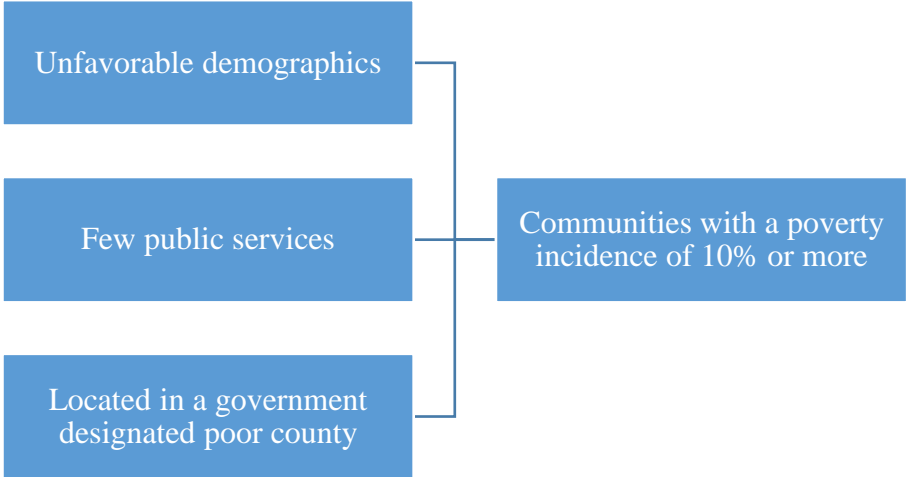 Unfavorable demographics
Few public services
Communities with a poverty
incidence of 10% or more
Located in a government
designated poor county